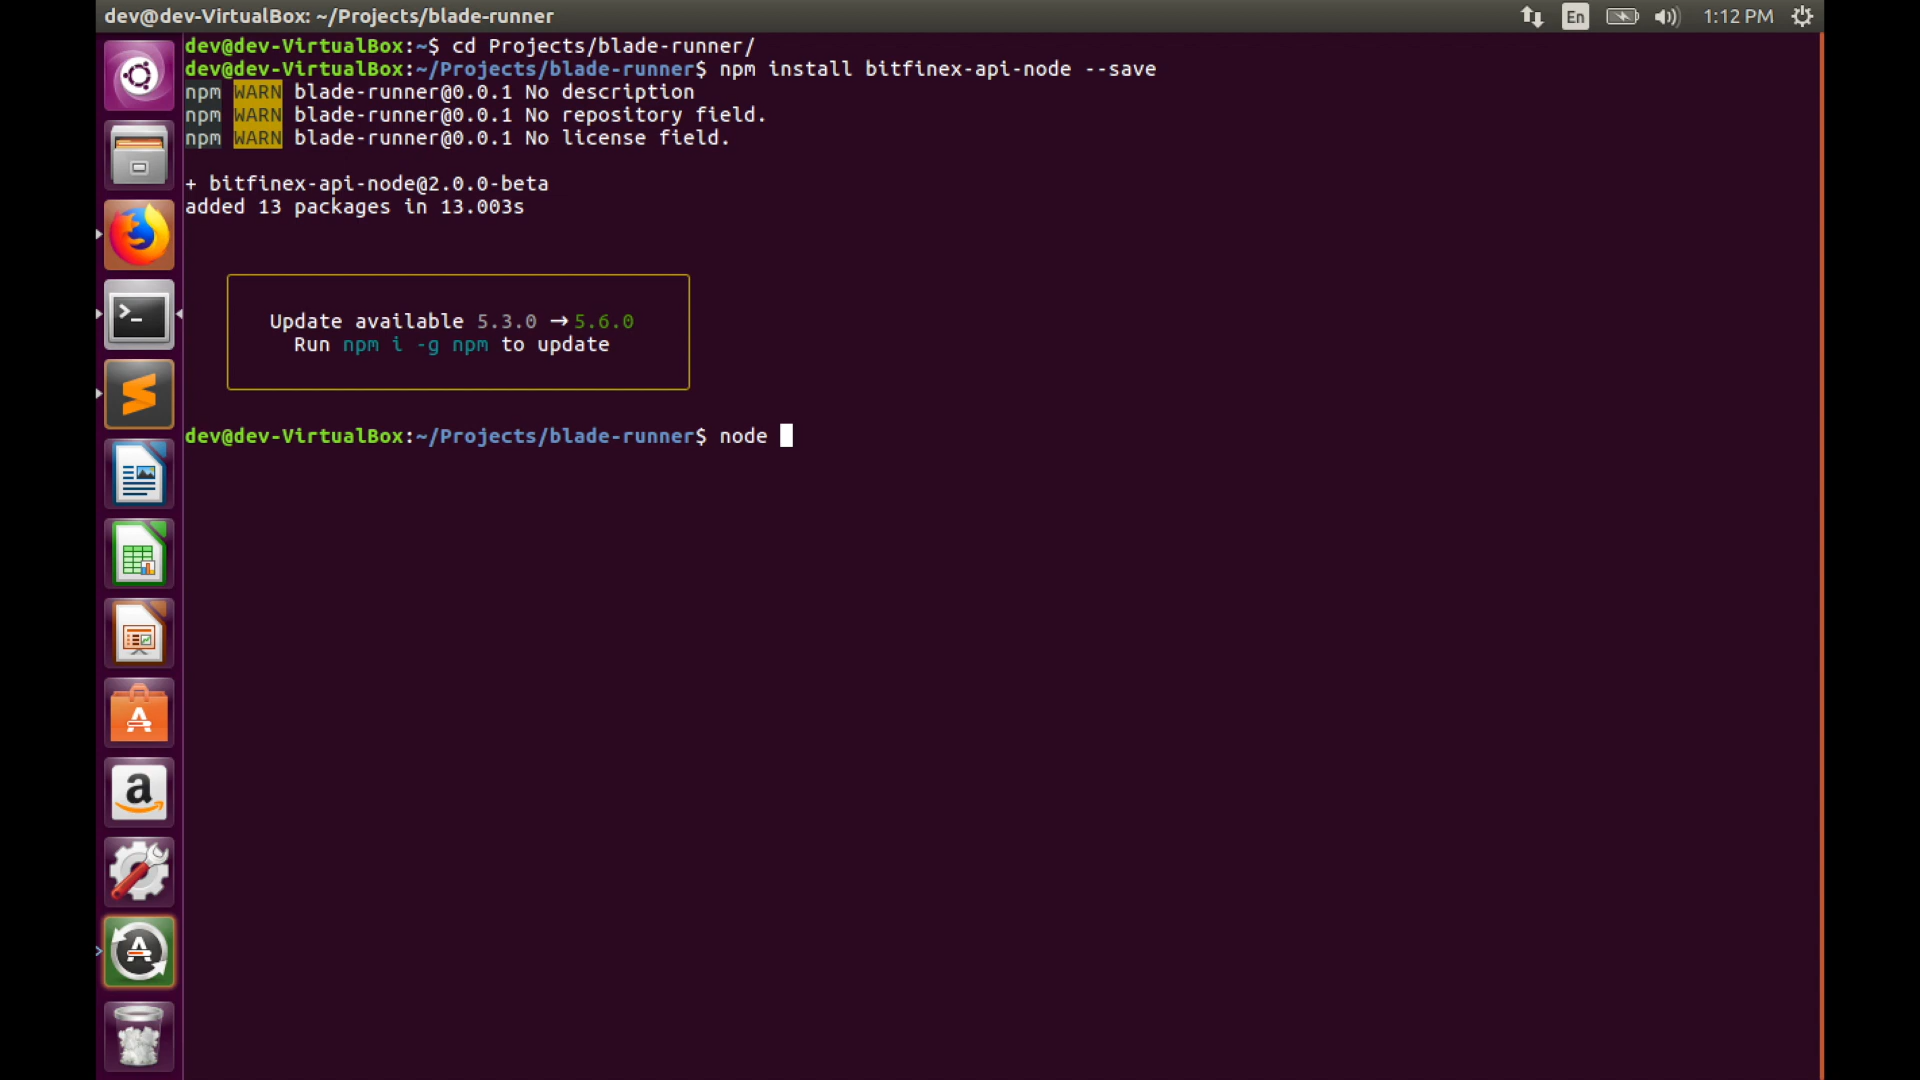 dev@dev-VirtualBox: ~/Projects/blade-runner
En
1:12 PM
dev@dev-VirtualBox:~$ cd Projects/blade-runner/
dev@dev-VirtualBox:~/Projects/blade-runner$ npm install bitfinex-api-node --save
npm WARN blade-runner@0.0.1 No description
npm WARN blade-runner@0.0.1 No repository field.
npm WARN blade-runner@0.0.1 No license field.
+ bitfinex-api-node@2.0.0-beta
added 13 packages in 13.003s
Update available 5.3.0 → 5.6.0
Run npm i -g npm to update
dev@dev-VirtualBox:~/Projects/blade-runner$ node